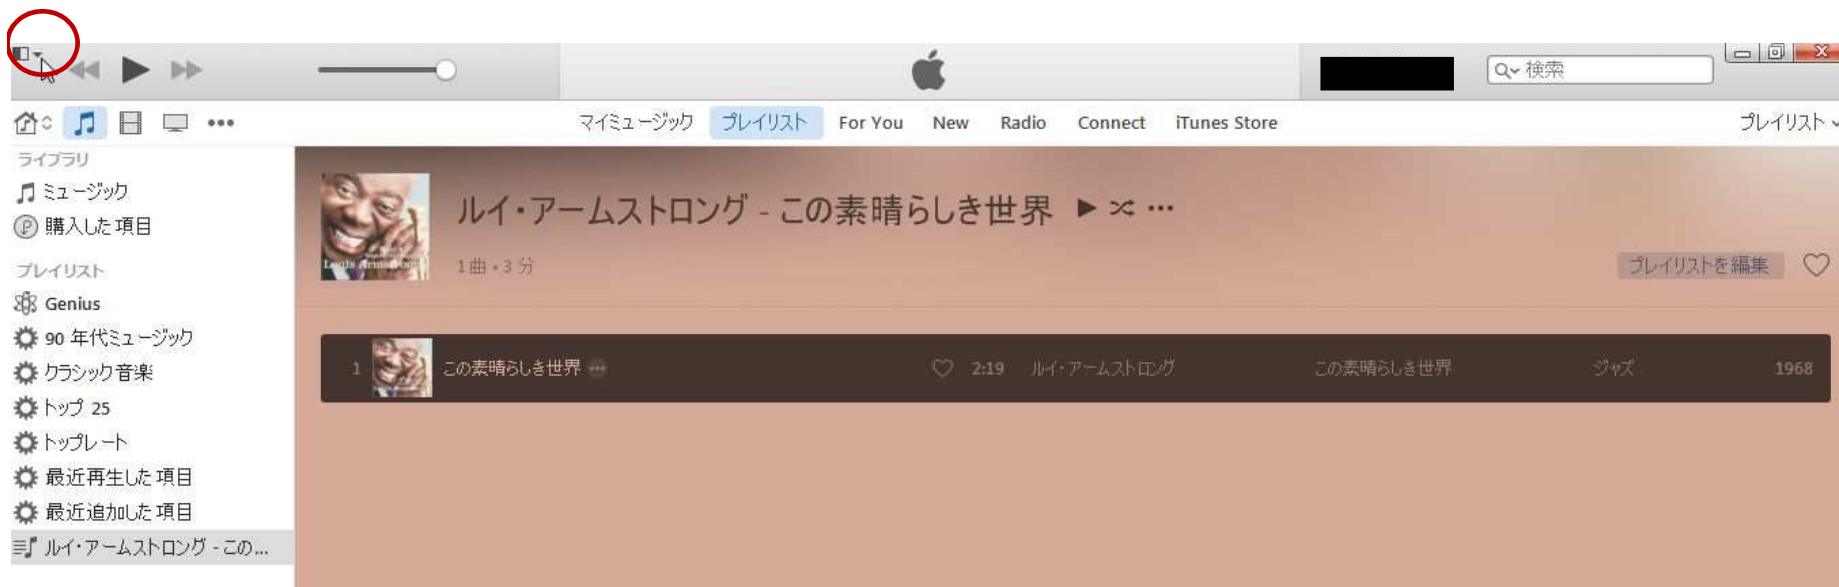 検索
マイミュージック プレイリスト For You New Radio Connect iTunes Store プレイリスト
ライブラリ
ミュージック
購入した項目
プレイリスト
Genius
90 年代ミュージック
クラシック音楽
トップ 25
トップレート
最近再生した項目
最近追加した項目
ルイ・アームストロング - この...
ルイ・アームストロング - この素晴らしき世界
1 曲・3 分
プレイリストを編集
1 この素晴らしき世界 2:19 ルイ・アームストロング この素晴らしき世界 ジャズ 1968
Louis Armstrong